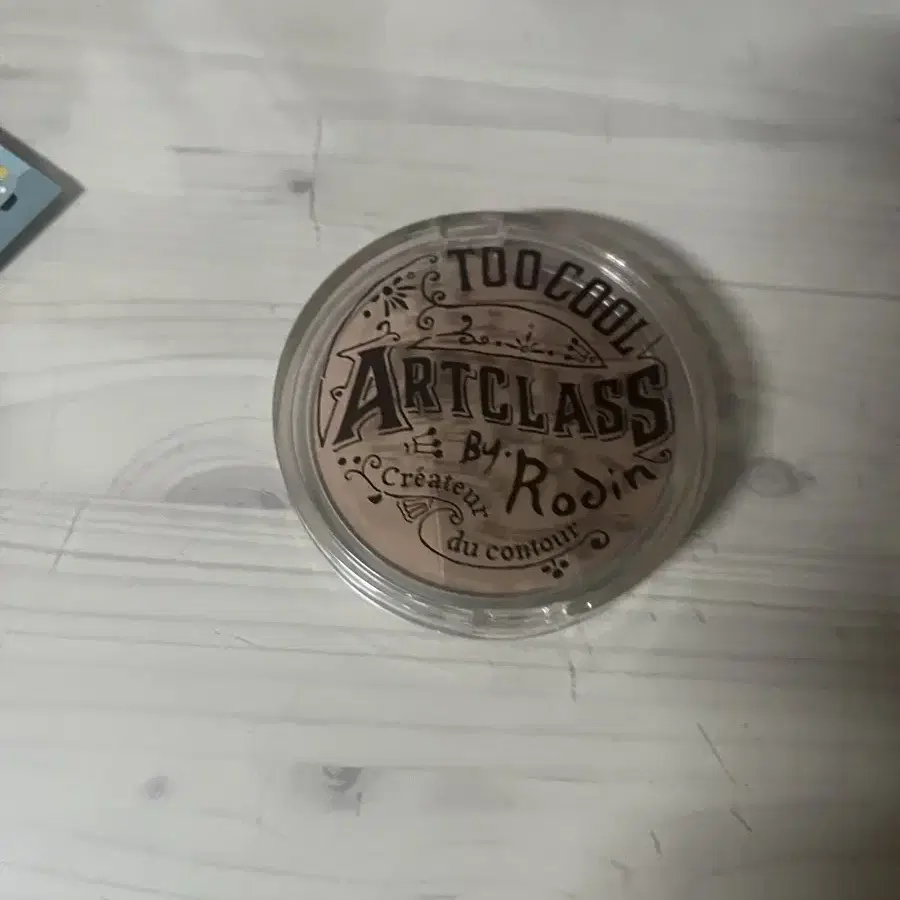 TOO COOL
ARTCLASS
By. Rodin
Créateur
du contour